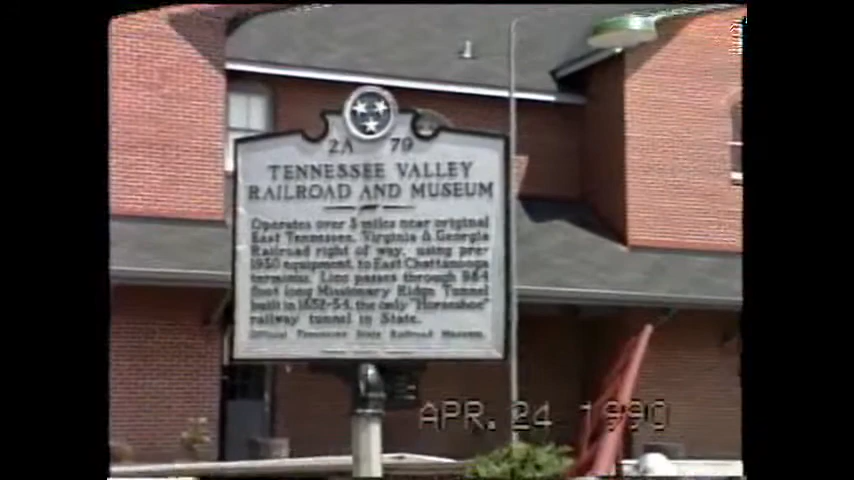 2A 79
TENNESSEE VALLEY
RAILROAD AND MUSEUM
Operates over 3 miles near original
East Tennessee, Virginia & Georgia
Railroad right of way, using pre-
1950 equipment, to East Chattanooga
terminus. Line passes through 984
foot long Missionary Ridge Tunnel
built in 1852-54, the only "Horseshoe"
railway tunnel in State.
Official Tennessee State Railroad Museum.
APR. 24 1990